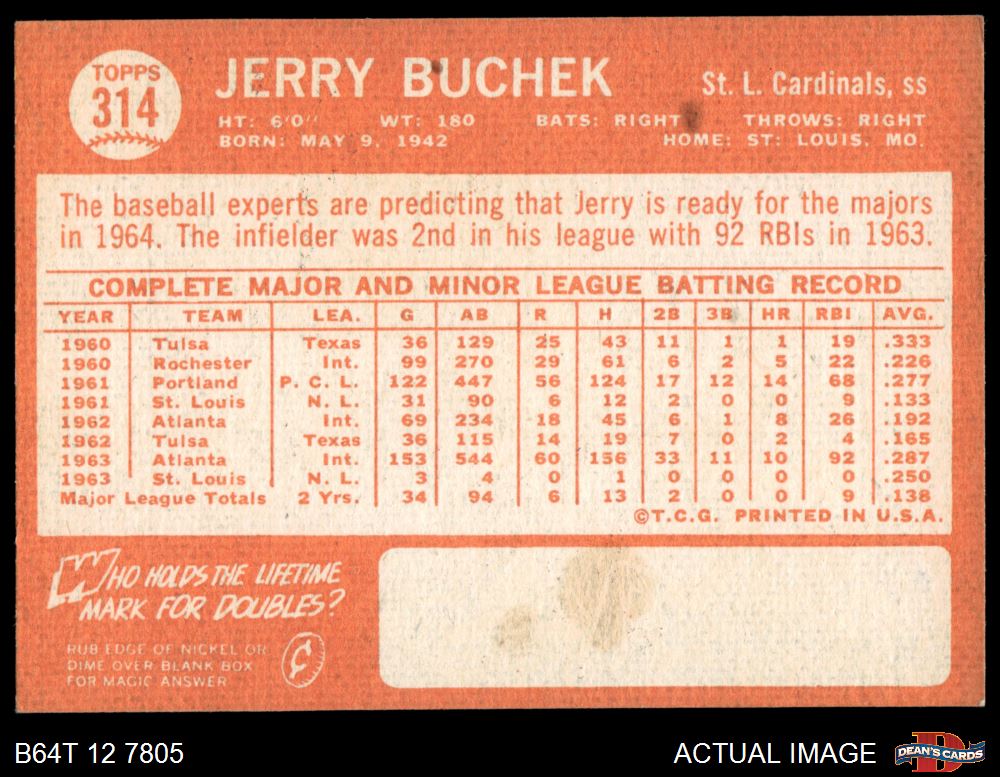 TOPPS
314
JERRY BUCHEK
St. L. Cardinals, ss
HT: 6'0" WT: 180 BATS: RIGHT THROWS: RIGHT
BORN: MAY 9, 1942 HOME: ST: LOUIS, MO.
The baseball experts are predicting that Jerry is ready for the majors
in 1964. The infielder was 2nd in his league with 92 RBIs in 1963.
COMPLETE MAJOR AND MINOR LEAGUE BATTING RECORD
YEAR TEAM LEA. G AB R H 2B 3B HR RBI AVG.
1960 Tulsa Texas 36 129 25 43 11 1 1 19 .333
1960 Rochester Int. 99 270 29 61 6 2 5 22 .226
1961 Portland P. C. L. 122 447 56 124 17 12 14 68 .277
1961 St. Louis N. L. 31 90 6 12 2 0 0 9 .133
1962 Atlanta Int. 69 234 18 45 6 1 8 26 .192
1962 Tulsa Texas 36 115 14 19 7 0 2 4 .165
1963 Atlanta Int. 153 544 60 156 33 11 10 92 .287
1963 St. Louis N. L. 3 4 0 1 0 0 0 0 .250
Major League Totals 2 Yrs. 34 94 6 13 2 0 0 9 .138
©T.C.G. PRINTED IN U.S.A.
WHO HOLDS THE LIFETIME
MARK FOR DOUBLES?
RUB EDGE OF NICKEL OR
DIME OVER BLANK BOX
FOR MAGIC ANSWER
¢
B64T 12 7805
ACTUAL IMAGE
D
DEAN'S CARDS